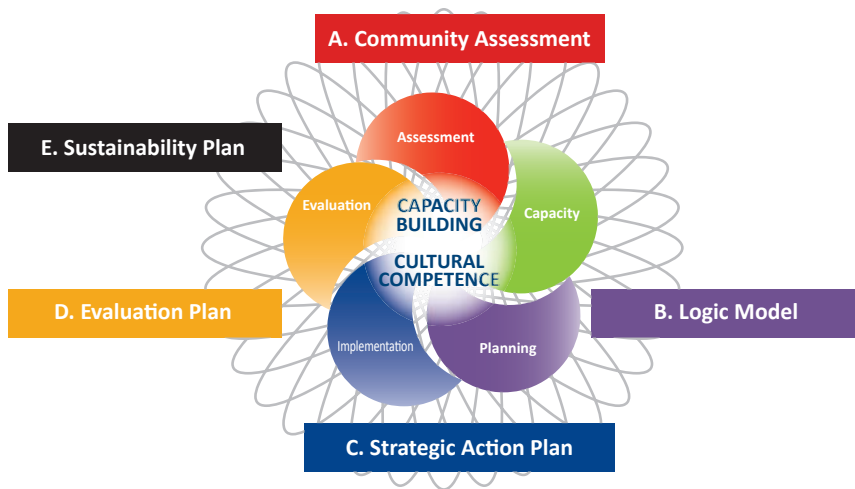 A. Community Assessment
Assessment
E. Sustainability Plan
Evaluation
CAPACITY
BUILDING
Capacity
CULTURAL
COMPETENCE
D. Evaluation Plan
B. Logic Model
Implementation
Planning
C. Strategic Action Plan